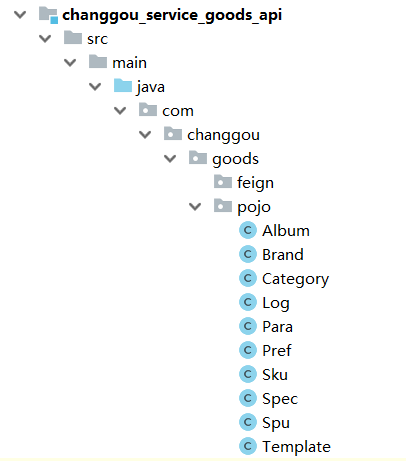 changgou_service_goods_api
src
main
java
com
changgou
goods
feign
pojo
C Album
C Brand
C Category
C Log
C Para
C Pref
C Sku
C Spec
C Spu
C Template